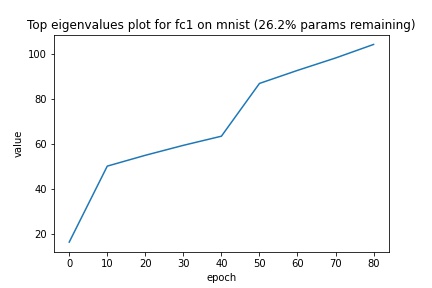 Top eigenvalues plot for fc1 on mnist (26.2% params remaining)
100
80
60
40
20
value
0 10 20 30 40 50 60 70 80
epoch